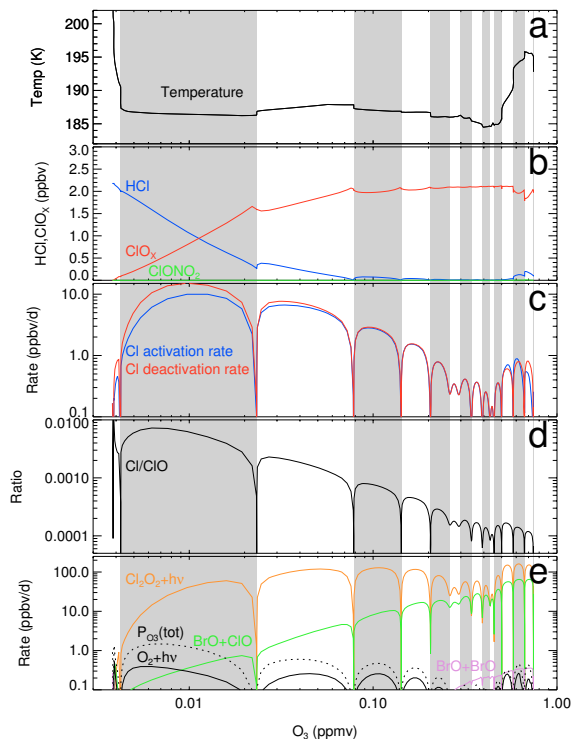 a
200
195
190
185
Temp (K)
Temperature
b
3.0
2.5
2.0
1.5
1.0
0.5
0.0
HCl,ClOₓ (ppbv)
HCl
ClOₓ
ClONO₂
c
10.0
1.0
0.1
Rate (ppbv/d)
Cl activation rate
Cl deactivation rate
d
0.0100
0.0010
0.0001
Ratio
Cl/ClO
e
100.0
10.0
1.0
0.1
Rate (ppbv/d)
Cl₂O₂+hν
P_O₃(tot)
BrO+ClO
O₂+hν
BrO+BrO
0.01 0.10 1.00
O₃ (ppmv)